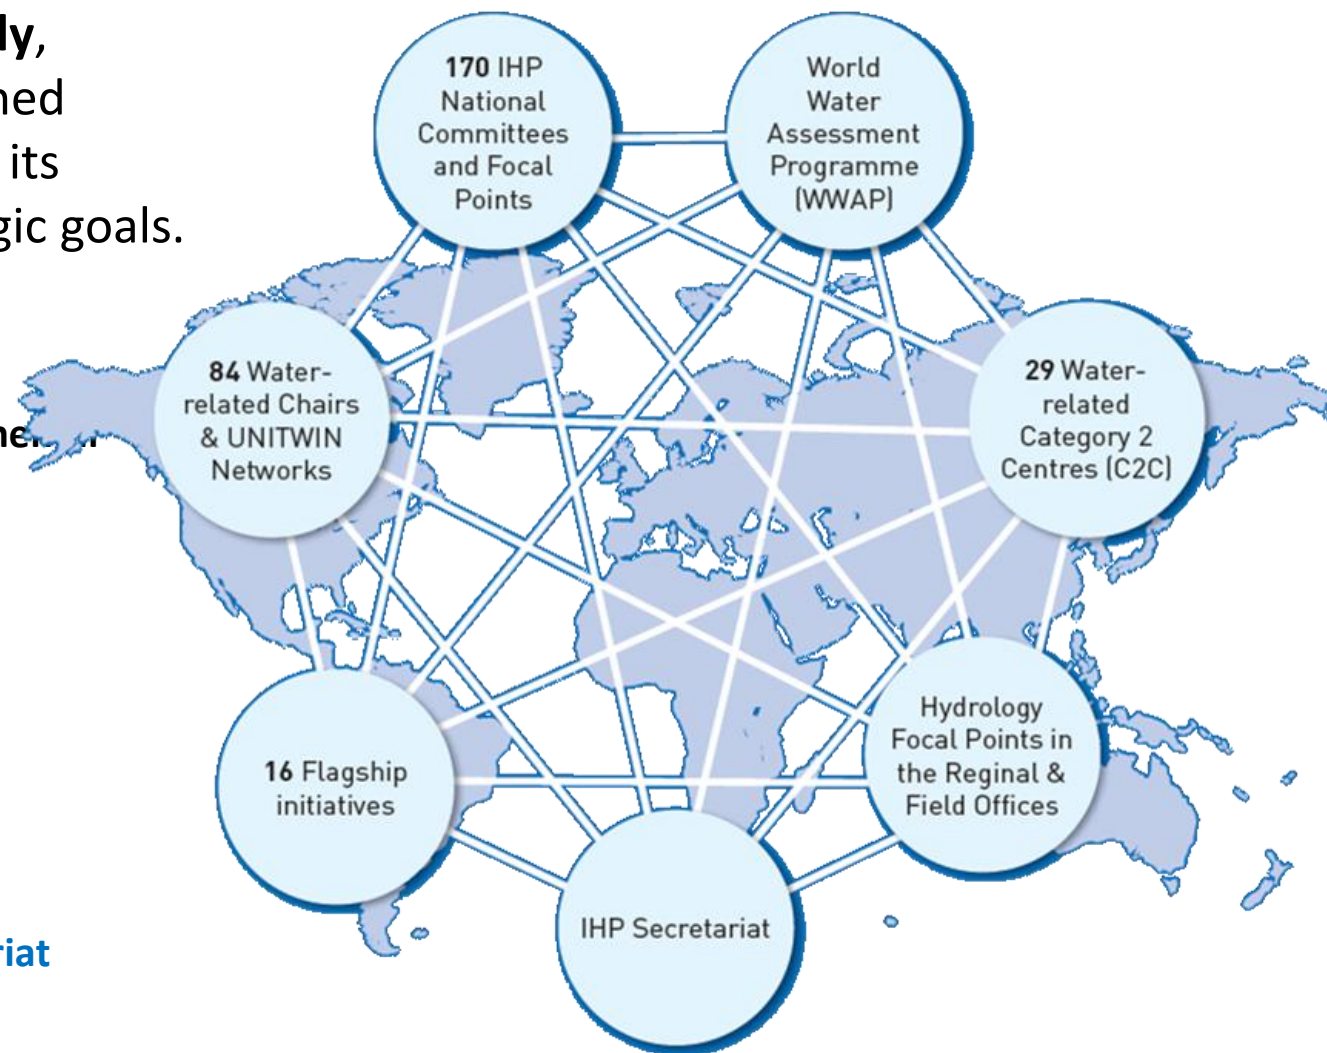 ly,
ned
its
gic goals.
170 IHP
National
Committees
and Focal
Points
World
Water
Assessment
Programme
(WWAP)
84 Water-
related Chairs
& UNITWIN
Networks
29 Water-
related
Category 2
Centres (C2C)
16 Flagship
initiatives
Hydrology
Focal Points in
the Reginal &
Field Offices
IHP Secretariat
riat